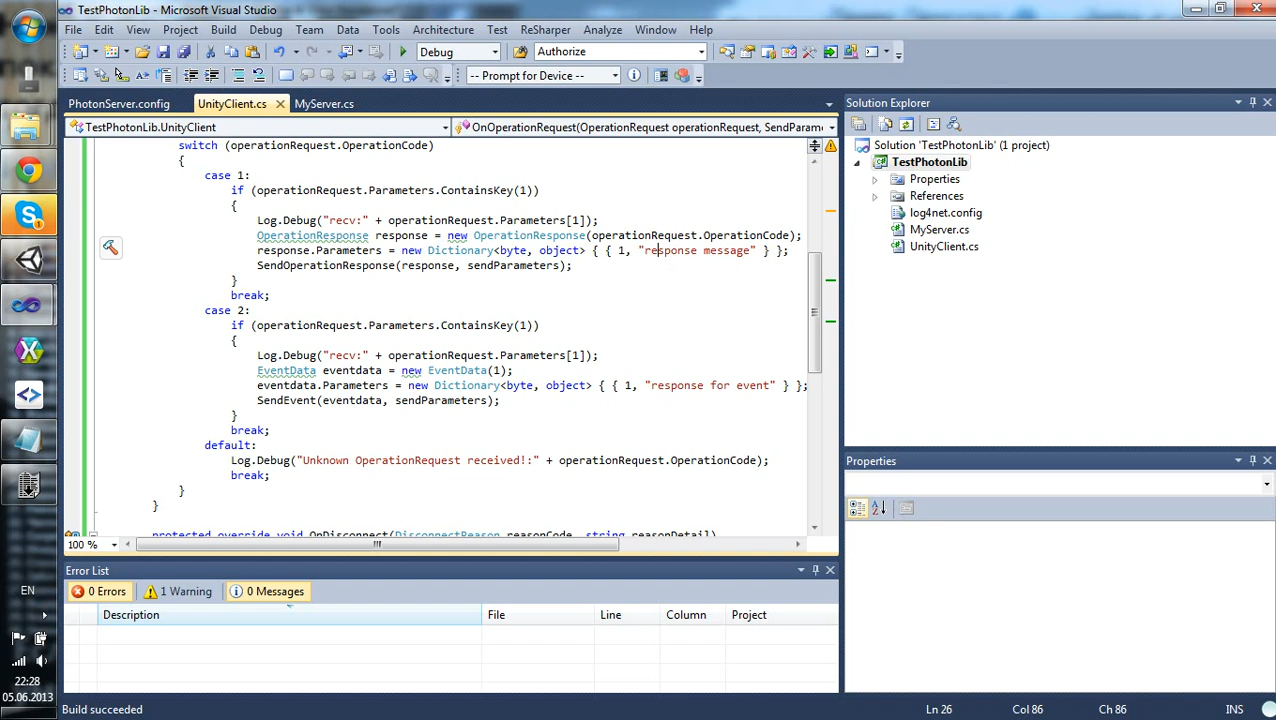 TestPhotonLib - Microsoft Visual Studio
File Edit View Project Build Debug Team Data Tools Architecture Test ReSharper Analyze Window Help
Debug Authorize
-- Prompt for Device --
PhotonServer.config UnityClient.cs MyServer.cs
TestPhotonLib.UnityClient OnOperationRequest(OperationRequest operationRequest, SendParame
switch (operationRequest.OperationCode)
{
case 1:
if (operationRequest.Parameters.ContainsKey(1))
{
Log.Debug("recv:" + operationRequest.Parameters[1]);
OperationResponse response = new OperationResponse(operationRequest.OperationCode);
response.Parameters = new Dictionary<byte, object> { { 1, "response message" } };
SendOperationResponse(response, sendParameters);
}
break;
case 2:
if (operationRequest.Parameters.ContainsKey(1))
{
Log.Debug("recv:" + operationRequest.Parameters[1]);
EventData eventdata = new EventData(1);
eventdata.Parameters = new Dictionary<byte, object> { { 1, "response for event" } };
SendEvent(eventdata, sendParameters);
}
break;
default:
Log.Debug("Unknown OperationRequest received!:" + operationRequest.OperationCode);
break;
}
}
protected override void OnDisconnect(DisconnectReason reasonCode, string reasonDetail)
100 %
Error List
0 Errors 1 Warning 0 Messages
Description File Line Column Project
Build succeeded
Solution Explorer
Solution 'TestPhotonLib' (1 project)
TestPhotonLib
Properties
References
log4net.config
MyServer.cs
UnityClient.cs
Properties
Ln 26 Col 86 Ch 86 INS
EN
22:28
05.06.2013